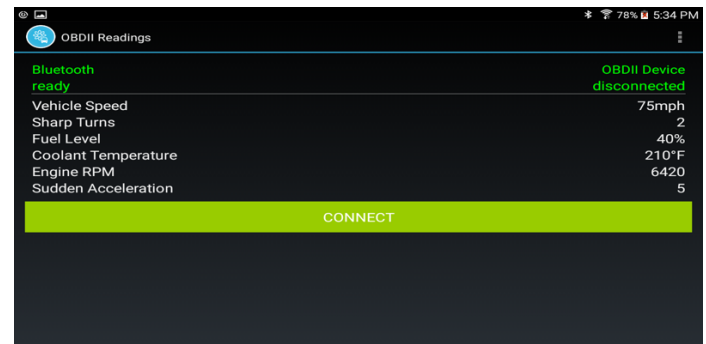 78% 5:34 PM
OBDII Readings
Bluetooth OBDII Device
ready disconnected
Vehicle Speed 75mph
Sharp Turns 2
Fuel Level 40%
Coolant Temperature 210°F
Engine RPM 6420
Sudden Acceleration 5
CONNECT